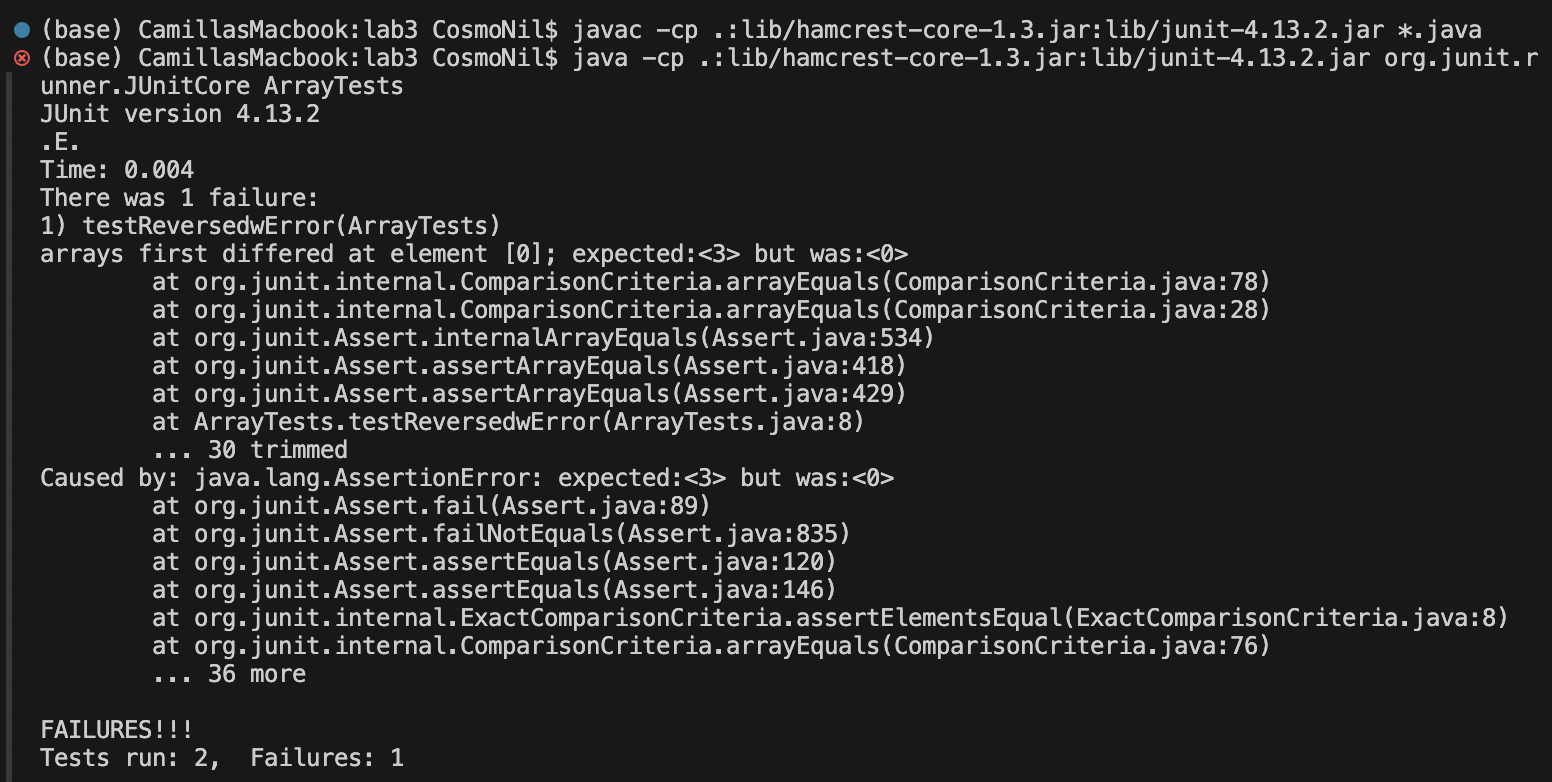 (base) CamillasMacbook:lab3 CosmoNil$ javac -cp .:lib/hamcrest-core-1.3.jar:lib/junit-4.13.2.jar *.java
(base) CamillasMacbook:lab3 CosmoNil$ java -cp .:lib/hamcrest-core-1.3.jar:lib/junit-4.13.2.jar org.junit.r
unner.JUnitCore ArrayTests
JUnit version 4.13.2
.E.
Time: 0.004
There was 1 failure:
1) testReversedwError(ArrayTests)
arrays first differed at element [0]; expected:<3> but was:<0>
        at org.junit.internal.ComparisonCriteria.arrayEquals(ComparisonCriteria.java:78)
        at org.junit.internal.ComparisonCriteria.arrayEquals(ComparisonCriteria.java:28)
        at org.junit.Assert.internalArrayEquals(Assert.java:534)
        at org.junit.Assert.assertArrayEquals(Assert.java:418)
        at org.junit.Assert.assertArrayEquals(Assert.java:429)
        at ArrayTests.testReversedwError(ArrayTests.java:8)
        ... 30 trimmed
Caused by: java.lang.AssertionError: expected:<3> but was:<0>
        at org.junit.Assert.fail(Assert.java:89)
        at org.junit.Assert.failNotEquals(Assert.java:835)
        at org.junit.Assert.assertEquals(Assert.java:120)
        at org.junit.Assert.assertEquals(Assert.java:146)
        at org.junit.internal.ExactComparisonCriteria.assertElementsEqual(ExactComparisonCriteria.java:8)
        at org.junit.internal.ComparisonCriteria.arrayEquals(ComparisonCriteria.java:76)
        ... 36 more

FAILURES!!!
Tests run: 2,  Failures: 1